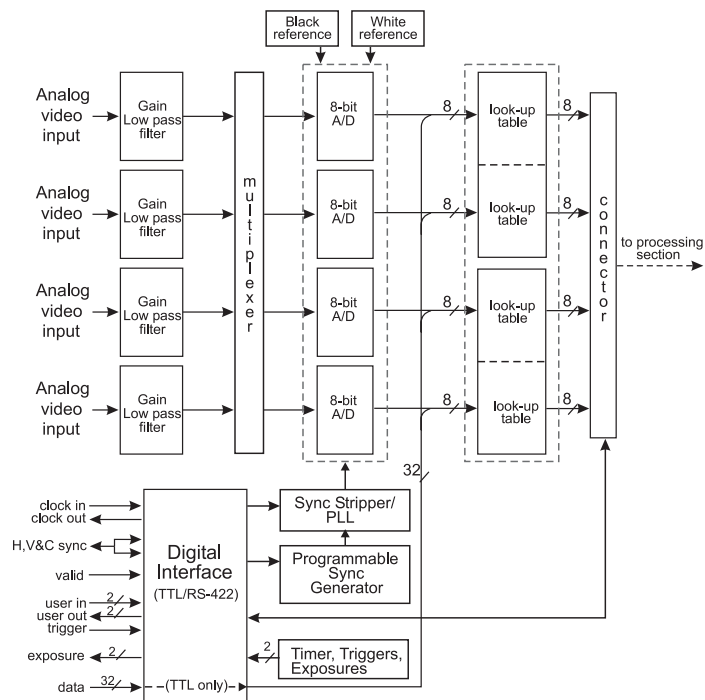 Black
reference
White
reference
Analog
video
input
Gain
Low pass
filter
8-bit
A/D
8
look-up
table
8
Analog
video
input
Gain
Low pass
filter
8-bit
A/D
8
look-up
table
8
Analog
video
input
Gain
Low pass
filter
8-bit
A/D
8
look-up
table
8
Analog
video
input
Gain
Low pass
filter
8-bit
A/D
8
look-up
table
8
multiplexer
connector
to processing
section
32
clock in
clock out
H,V&C sync
valid
user in
2
user out
2
trigger
exposure
2
data
32
Digital
Interface
(TTL/RS-422)
(TTL only)
Sync Stripper/
PLL
Programmable
Sync
Generator
2
Timer, Triggers,
Exposures